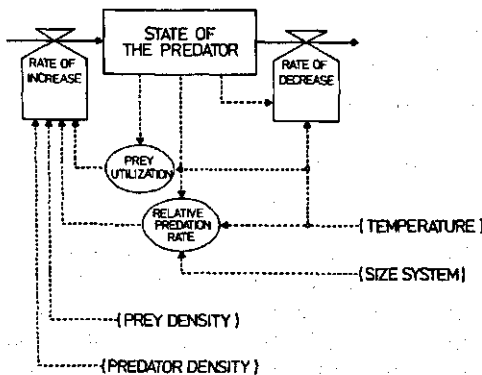 STATE OF
THE PREDATOR
RATE OF
INCREASE
RATE OF
DECREASE
PREY
UTILIZATION
RELATIVE
PREDATION
RATE
(TEMPERATURE)
(SIZE SYSTEM)
(PREY DENSITY)
(PREDATOR DENSITY)